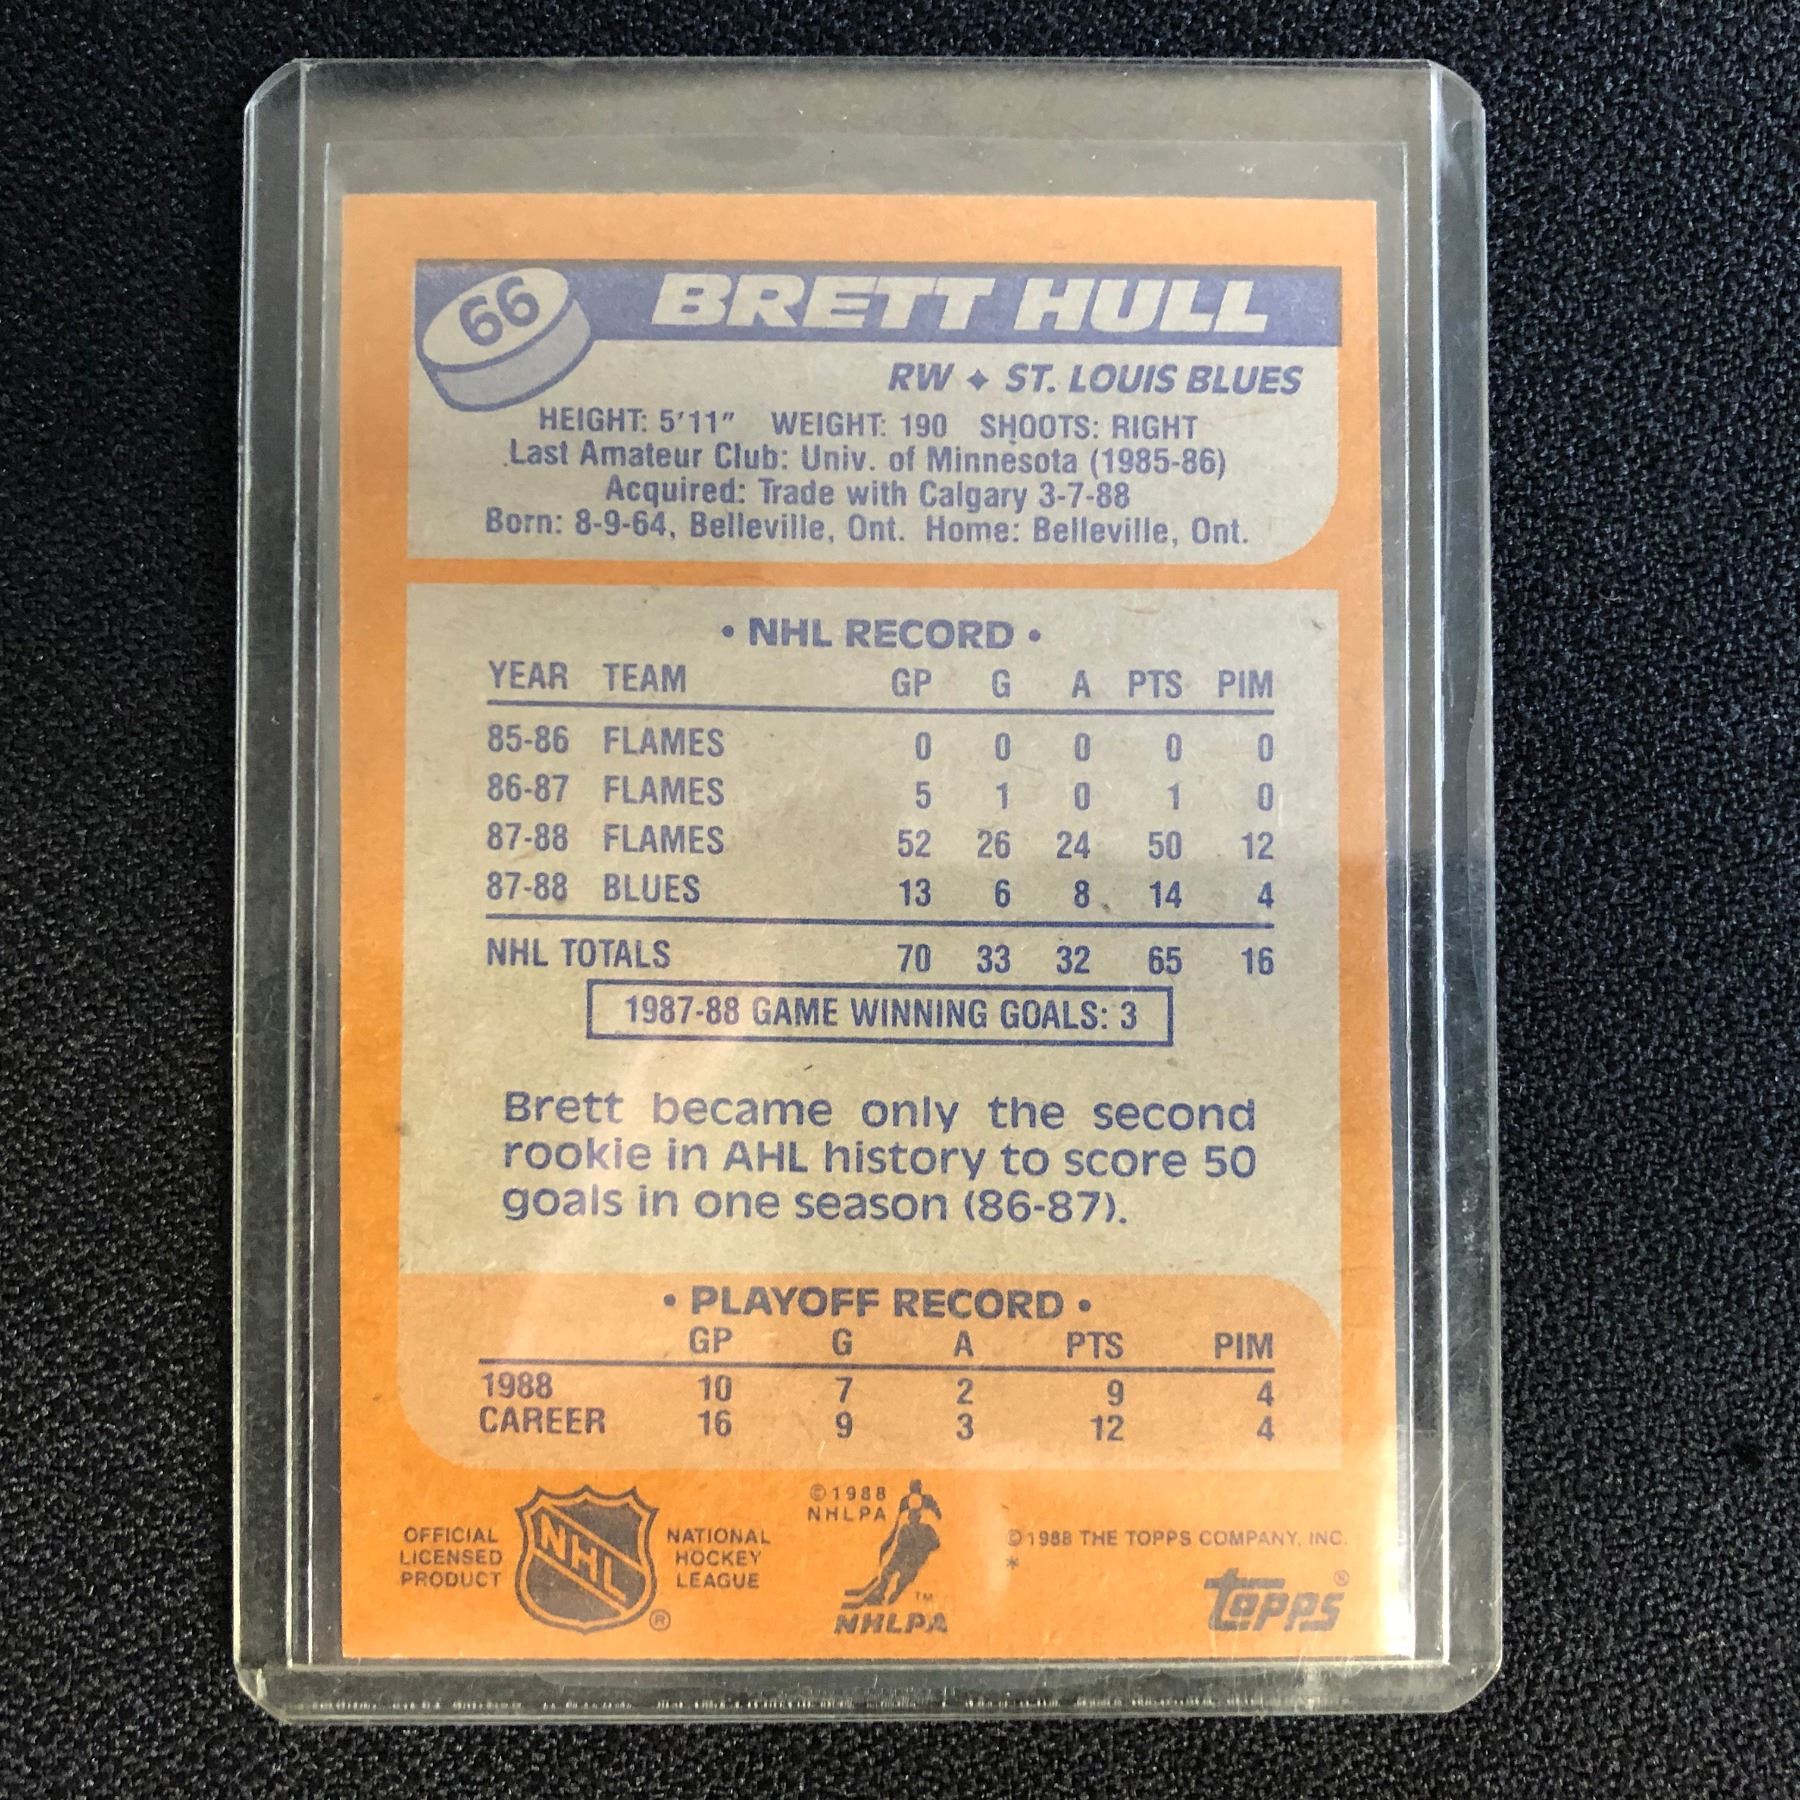 66
BRETT HULL
RW ✦ ST. LOUIS BLUES
HEIGHT: 5'11" WEIGHT: 190 SHOOTS: RIGHT
Last Amateur Club: Univ. of Minnesota (1985-86)
Acquired: Trade with Calgary 3-7-88
Born: 8-9-64, Belleville, Ont. Home: Belleville, Ont.
• NHL RECORD •
YEAR TEAM GP G A PTS PIM
85-86 FLAMES 0 0 0 0 0
86-87 FLAMES 5 1 0 1 0
87-88 FLAMES 52 26 24 50 12
87-88 BLUES 13 6 8 14 4
NHL TOTALS 70 33 32 65 16
1987-88 GAME WINNING GOALS: 3
Brett became only the second
rookie in AHL history to score 50
goals in one season (86-87).
• PLAYOFF RECORD •
GP G A PTS PIM
1988 10 7 2 9 4
CAREER 16 9 3 12 4
OFFICIAL
LICENSED
PRODUCT
NHL
®
NATIONAL
HOCKEY
LEAGUE
©1988
NHLPA
™
NHLPA
©1988 THE TOPPS COMPANY, INC.
*
topps®